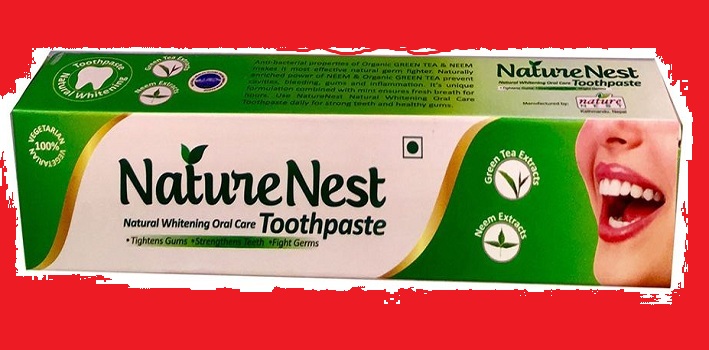 Toothpaste
Natural Whitening
Green Tea Extracts
Neem Extracts
Anti-bacterial properties of Organic GREEN TEA & NEEM
makes it most effective natural germ fighter. Naturally
enriched power of NEEM & Organic GREEN TEA prevent
cavities, bleeding, gums and inflammation. It's unique
formulation combined with mint ensures fresh breath for
hours. Use NatureNest Natural Whitening Oral Care
Toothpaste daily for strong teeth and healthy gums.
NatureNest
Natural Whitening Oral Care Toothpaste
Manufactured by:
nature
Kathmandu, Nepal
VEGETARIAN
100%
VEGETARIAN
NatureNest
Natural Whitening Oral Care Toothpaste
•Tightens Gums •Strengthens Teeth •Fight Germs
Green Tea Extracts
Neem Extracts